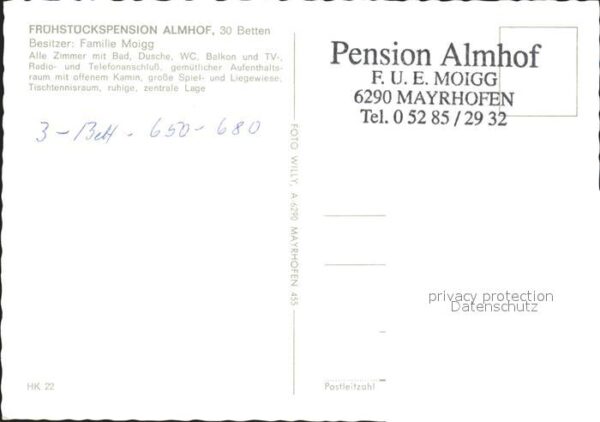 FRÜHSTÜCKSPENSION ALMHOF, 30 Betten
Besitzer: Familie Moigg
Alle Zimmer mit Bad, Dusche, WC, Balkon und TV-,
Radio- und Telefonanschluß, gemütlicher Aufenthalts-
raum mit offenem Kamin, große Spiel- und Liegewiese,
Tischtennisraum, ruhige, zentrale Lage
3-Bett - 650-680
HK 22
FOTO WILLY, A 6290 MAYRHOFEN 455
Pension Almhof
F. U. E. MOIGG
6290 MAYRHOFEN
Tel. 0 52 85 / 29 32
privacy protection
Datenschutz
Postleitzahl